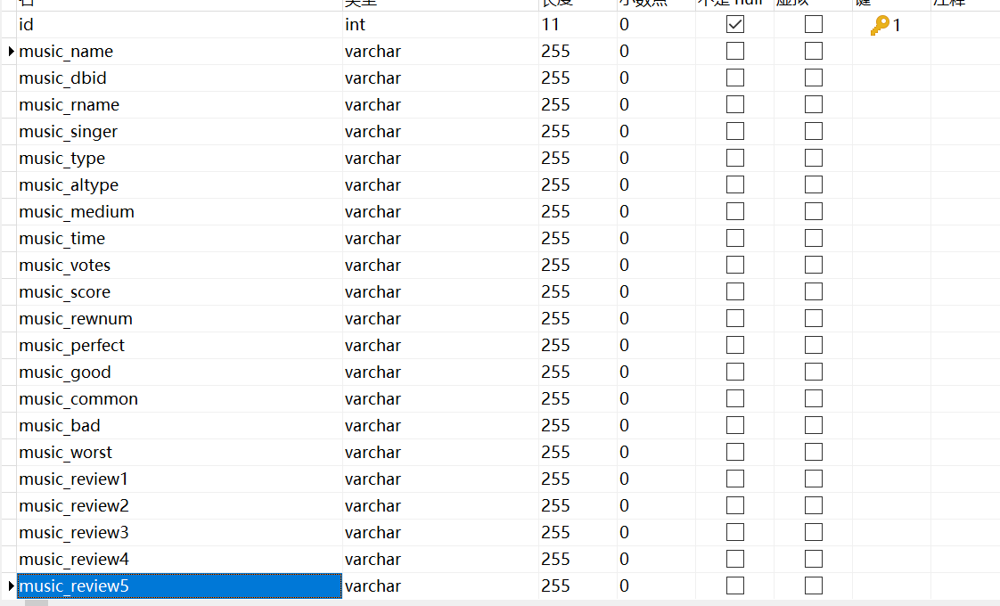 名 类型 长度 小数点 不是 null 虚拟 键 注释
id int 11 0 1
music_name varchar 255 0
music_dbid varchar 255 0
music_rname varchar 255 0
music_singer varchar 255 0
music_type varchar 255 0
music_altype varchar 255 0
music_medium varchar 255 0
music_time varchar 255 0
music_votes varchar 255 0
music_score varchar 255 0
music_rewnum varchar 255 0
music_perfect varchar 255 0
music_good varchar 255 0
music_common varchar 255 0
music_bad varchar 255 0
music_worst varchar 255 0
music_review1 varchar 255 0
music_review2 varchar 255 0
music_review3 varchar 255 0
music_review4 varchar 255 0
music_review5 varchar 255 0